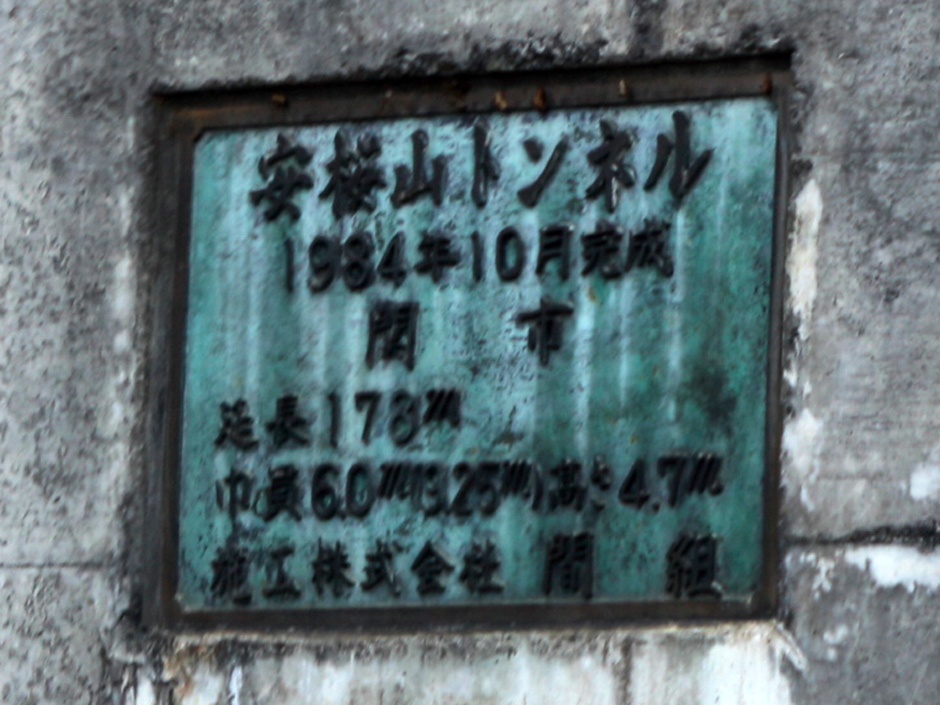 安桜山トンネル
1984年10月完成
関市
延長178m
巾員6.0m(3.25m)高さ4.7m
施工株式会社 間組